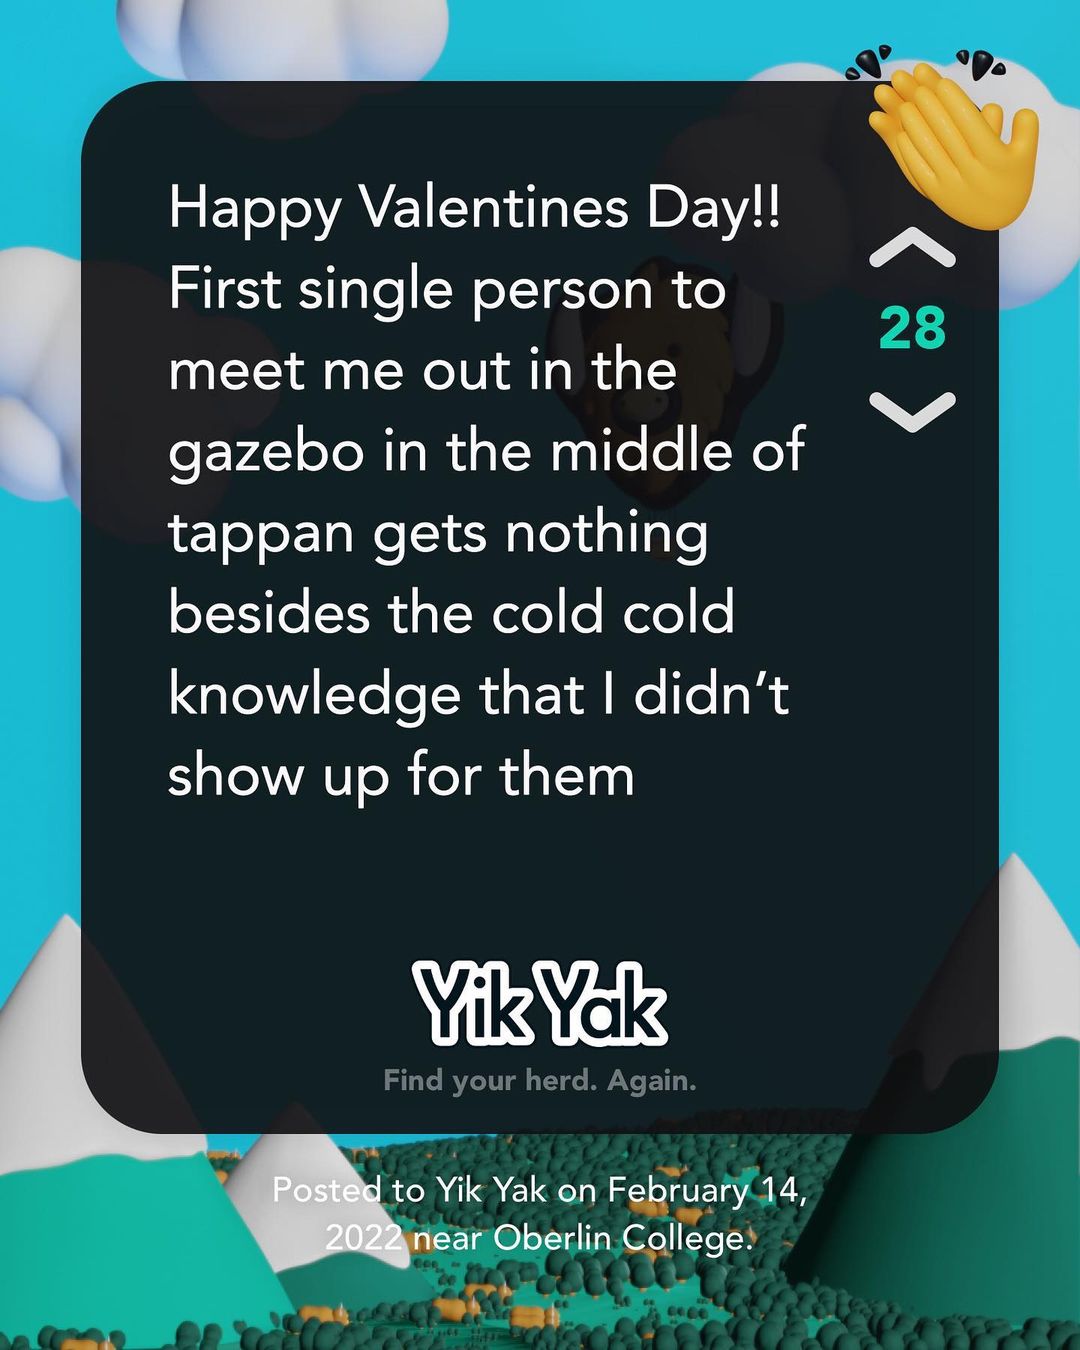 Happy Valentines Day!!
First single person to
meet me out in the
gazebo in the middle of
tappan gets nothing
besides the cold cold
knowledge that I didn’t
show up for them
28
Yik Yak
Find your herd. Again.
Posted to Yik Yak on February 14,
2022 near Oberlin College.